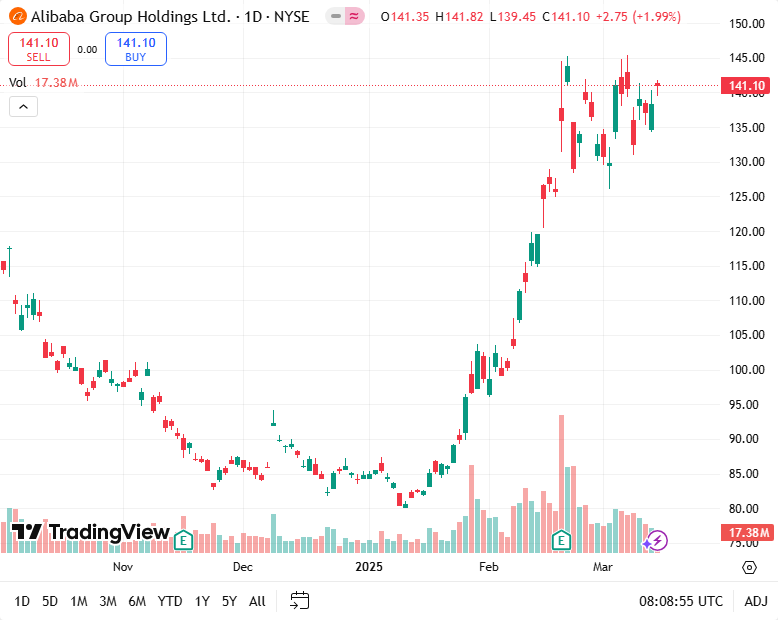 Alibaba Group Holdings Ltd. · 1D · NYSE O141.35 H141.82 L139.45 C141.10 +2.75 (+1.99%)
141.10 SELL
0.00
141.10 BUY
Vol 17.38M
150.00
145.00
141.10
140.00
135.00
130.00
125.00
120.00
115.00
110.00
105.00
100.00
95.00
90.00
85.00
80.00
17.38M
75.00
TradingView
E
E
Nov Dec 2025 Feb Mar
1D 5D 1M 3M 6M YTD 1Y 5Y All 08:08:55 UTC ADJ